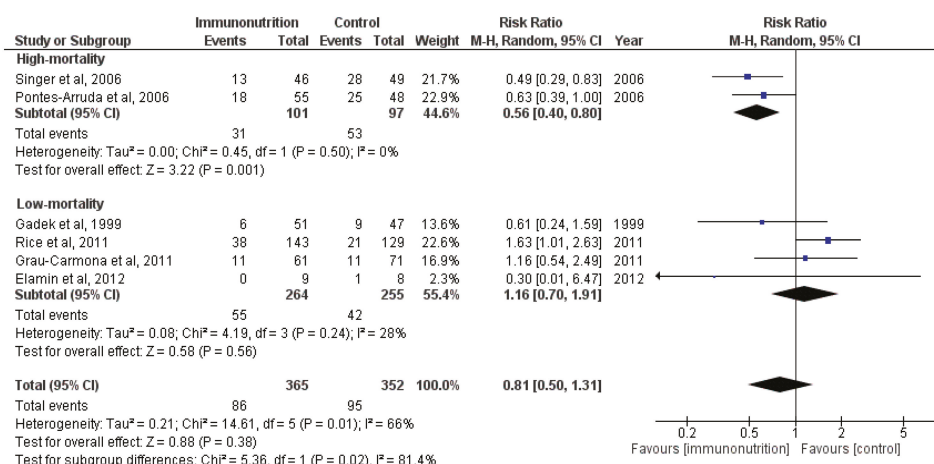 Immunonutrition Control Risk Ratio Risk Ratio
Study or Subgroup Events Total Events Total Weight M-H, Random, 95% CI Year M-H, Random, 95% CI
High-mortality
Singer et al, 2006 13 46 28 49 21.7% 0.49 [0.29, 0.83] 2006
Pontes-Arruda et al, 2006 18 55 25 48 22.9% 0.63 [0.39, 1.00] 2006
Subtotal (95% CI) 101 97 44.6% 0.56 [0.40, 0.80]
Total events 31 53
Heterogeneity: Tau² = 0.00; Chi² = 0.45, df = 1 (P = 0.50); I² = 0%
Test for overall effect: Z = 3.22 (P = 0.001)
Low-mortality
Gadek et al, 1999 6 51 9 47 13.6% 0.61 [0.24, 1.59] 1999
Rice et al, 2011 38 143 21 129 22.6% 1.63 [1.01, 2.63] 2011
Grau-Carmona et al, 2011 11 61 11 71 16.9% 1.16 [0.54, 2.49] 2011
Elamin et al, 2012 0 9 1 8 2.3% 0.30 [0.01, 6.47] 2012
Subtotal (95% CI) 264 255 55.4% 1.16 [0.70, 1.91]
Total events 55 42
Heterogeneity: Tau² = 0.08; Chi² = 4.19, df = 3 (P = 0.24); I² = 28%
Test for overall effect: Z = 0.58 (P = 0.56)
Total (95% CI) 365 352 100.0% 0.81 [0.50, 1.31]
Total events 86 95
Heterogeneity: Tau² = 0.21; Chi² = 14.61, df = 5 (P = 0.01); I² = 66%
Test for overall effect: Z = 0.88 (P = 0.38)
Test for subgroup differences: Chi² = 5.36, df = 1 (P = 0.02), I² = 81.4%
0.2 0.5 1 2 5
Favours [immunonutrition] Favours [control]